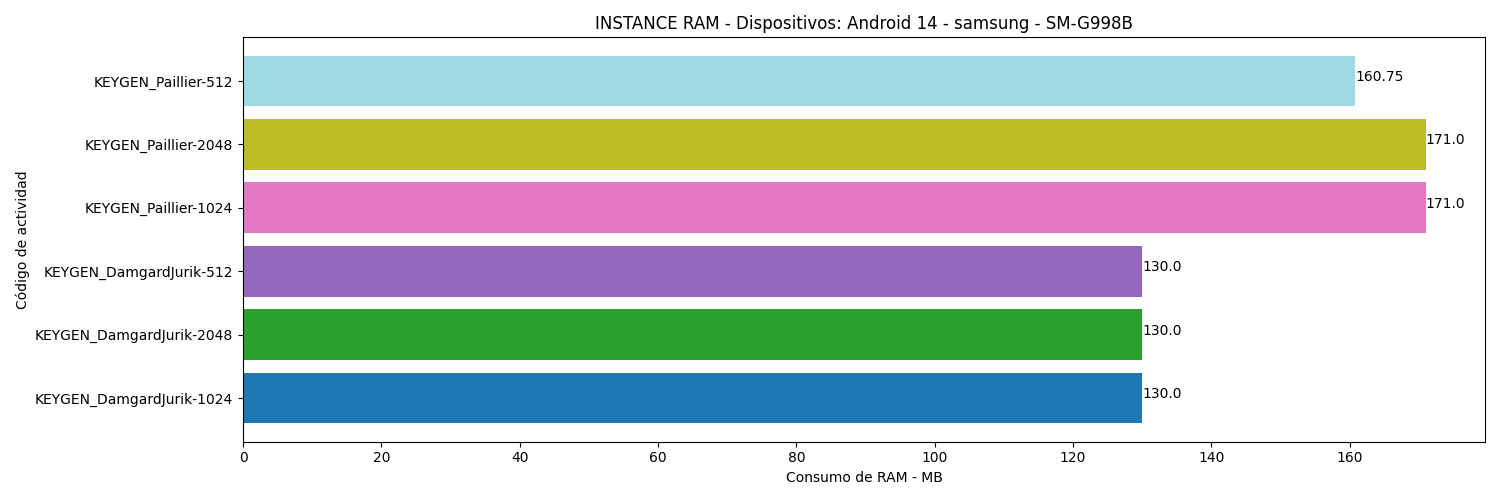 INSTANCE RAM - Dispositivos: Android 14 - samsung - SM-G998B
Código de actividad
KEYGEN_Paillier-512
160.75
KEYGEN_Paillier-2048
171.0
KEYGEN_Paillier-1024
171.0
KEYGEN_DamgardJurik-512
130.0
KEYGEN_DamgardJurik-2048
130.0
KEYGEN_DamgardJurik-1024
130.0
0 20 40 60 80 100 120 140 160
Consumo de RAM - MB